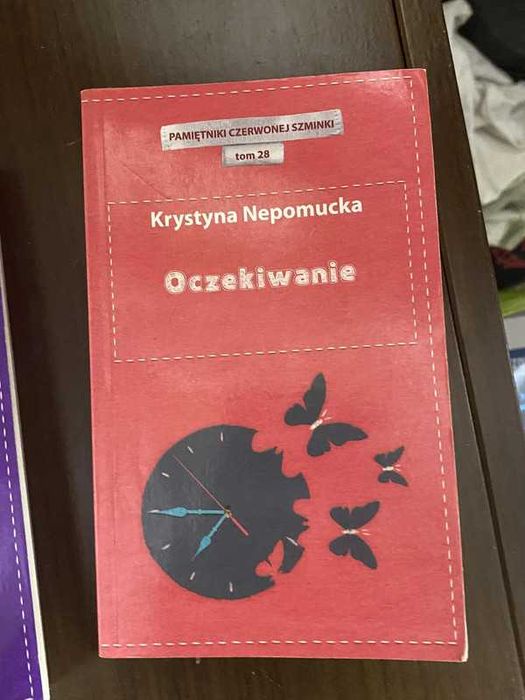 PAMIĘTNIKI CZERWONEJ SZMINKI
tom 28
Krystyna Nepomucka
Oczekiwanie